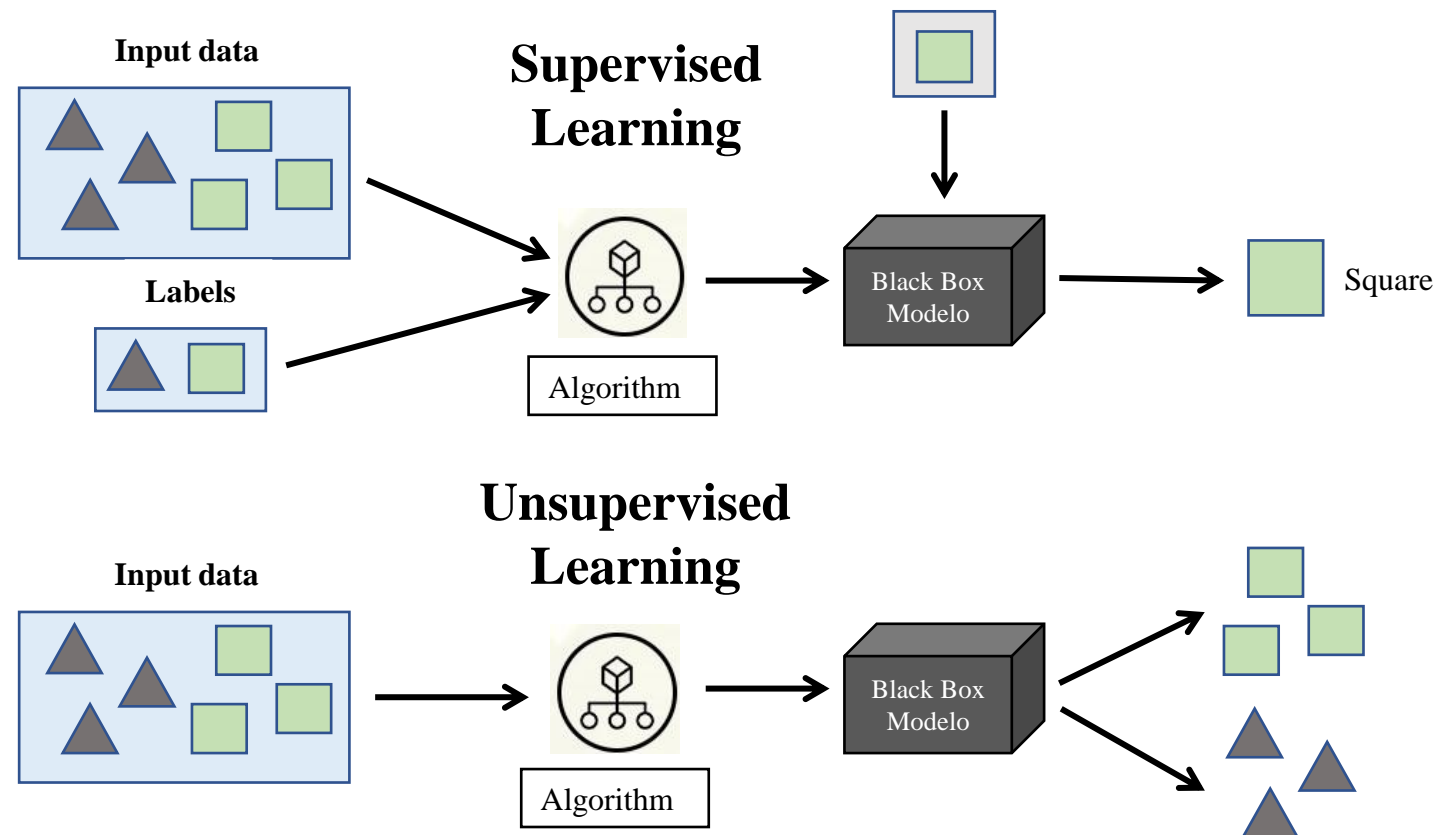 Input data
Supervised
Learning
Labels
Algorithm
Black Box
Modelo
Square
Unsupervised
Learning
Input data
Algorithm
Black Box
Modelo